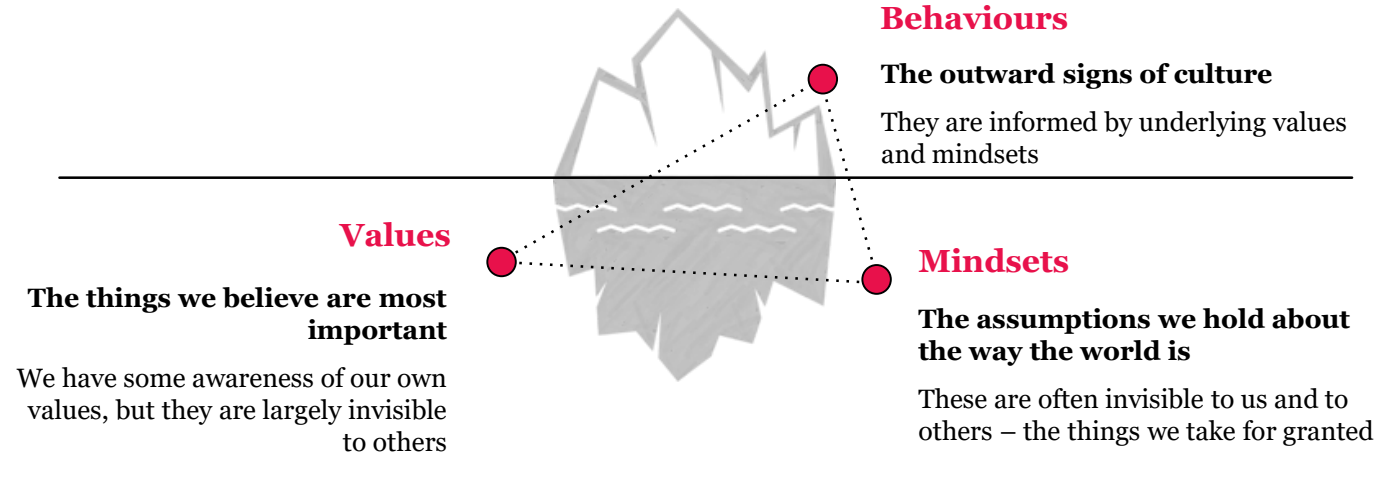 Behaviours
The outward signs of culture
They are informed by underlying values
and mindsets
Values
The things we believe are most
important
We have some awareness of our own
values, but they are largely invisible
to others
Mindsets
The assumptions we hold about
the way the world is
These are often invisible to us and to
others – the things we take for granted